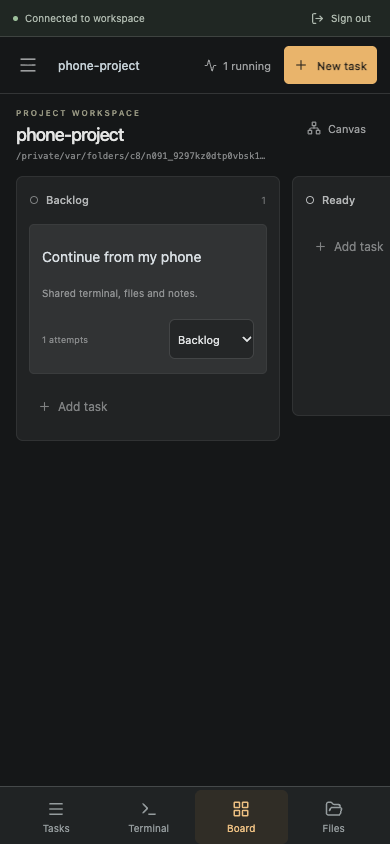 Connected to workspace
Sign out
phone-project
1 running
New task
PROJECT WORKSPACE
phone-project
/private/var/folders/c8/n091_9297kz0dtp0vbsk1…
Canvas
Backlog
1
Continue from my phone
Shared terminal, files and notes.
1 attempts
Backlog
Add task
Ready
Add task
Tasks
Terminal
Board
Files